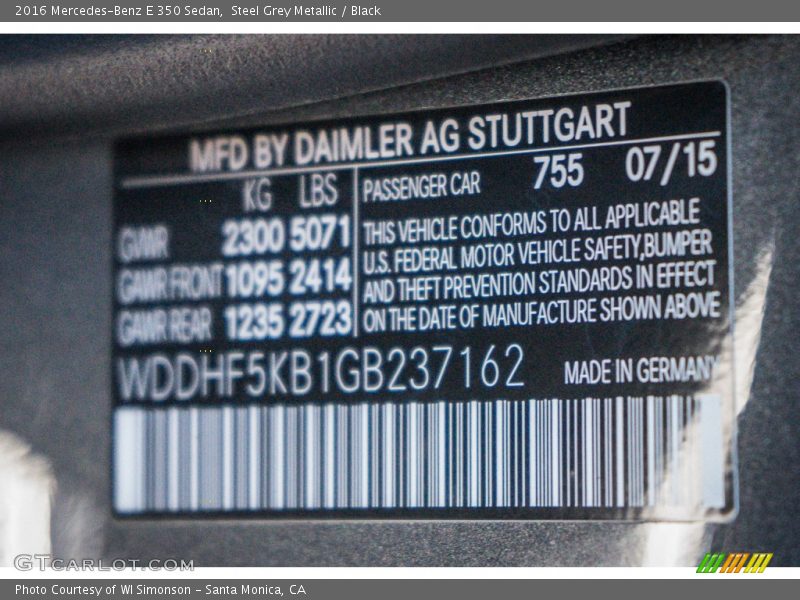 2016 Mercedes-Benz E 350 Sedan, Steel Grey Metallic / Black
MFD BY DAIMLER AG STUTTGART
KG LBS
GWR 2300 5071
GAWR FRONT 1095 2414
GAWR REAR 1235 2723
PASSENGER CAR 755 07/15
THIS VEHICLE CONFORMS TO ALL APPLICABLE
U.S. FEDERAL MOTOR VEHICLE SAFETY,BUMPER
AND THEFT PREVENTION STANDARDS IN EFFECT
ON THE DATE OF MANUFACTURE SHOWN ABOVE
WDDHF5KB1GB237162 MADE IN GERMANY
GTCARLOT.COM
Photo Courtesy of WI Simonson - Santa Monica, CA